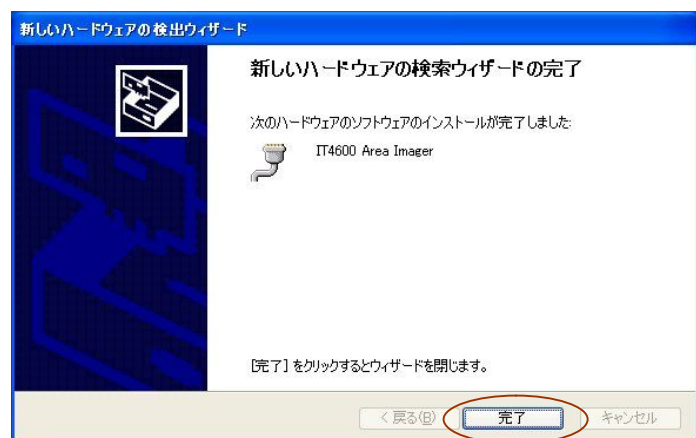 新しいハードウェアの検出ウィザード
新しいハードウェアの検索ウィザードの完了
次のハードウェアのソフトウェアのインストールが完了しました:
IT4600 Area Imager
[完了] をクリックするとウィザードを閉じます。
< 戻る(B) 完了 キャンセル